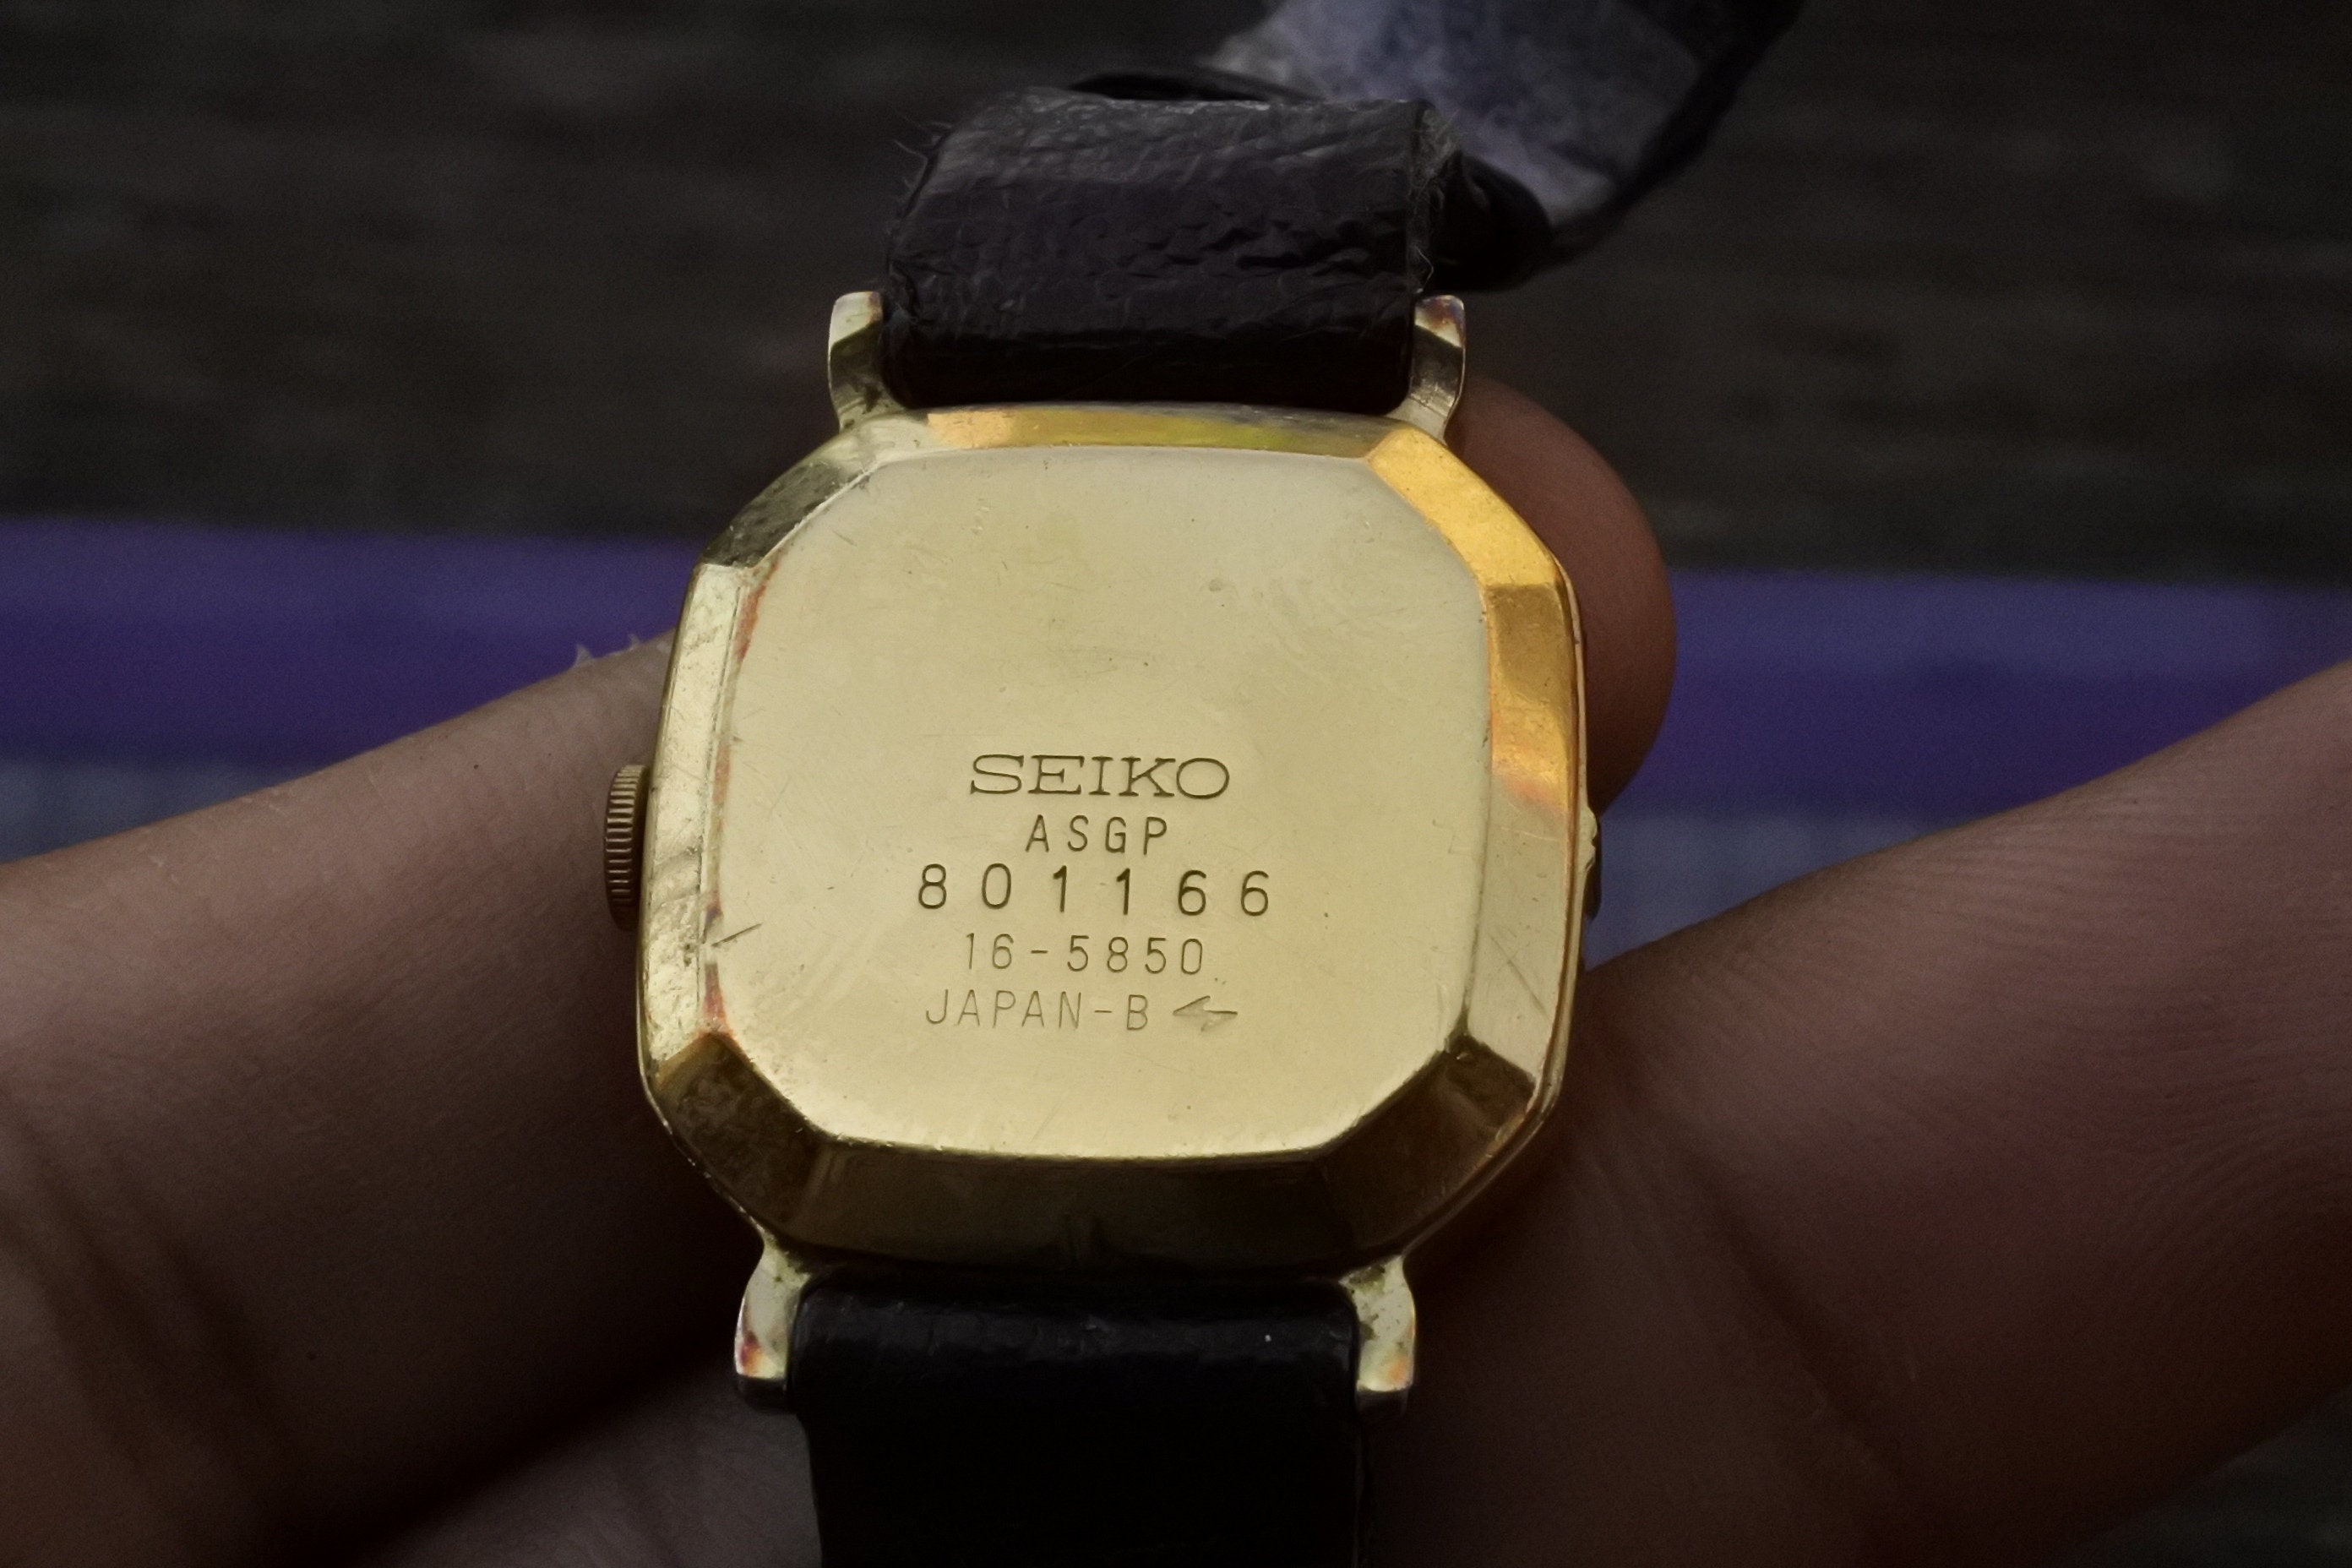 SEIKO
ASGP
801166
16-5850
JAPAN-B